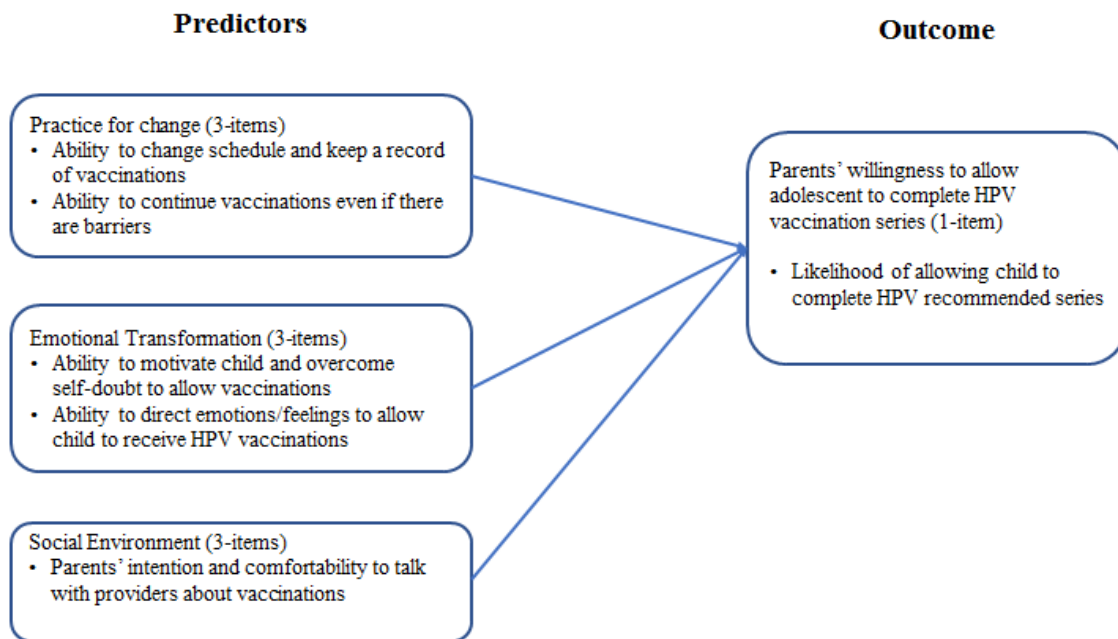 Predictors
Outcome
Practice for change (3-items)
• Ability to change schedule and keep a record
of vaccinations
• Ability to continue vaccinations even if there
are barriers
Emotional Transformation (3-items)
• Ability to motivate child and overcome
self-doubt to allow vaccinations
• Ability to direct emotions/feelings to allow
child to receive HPV vaccinations
Social Environment (3-items)
• Parents' intention and comfortability to talk
with providers about vaccinations
Parents' willingness to allow
adolescent to complete HPV
vaccination series (1-item)
• Likelihood of allowing child to
complete HPV recommended series